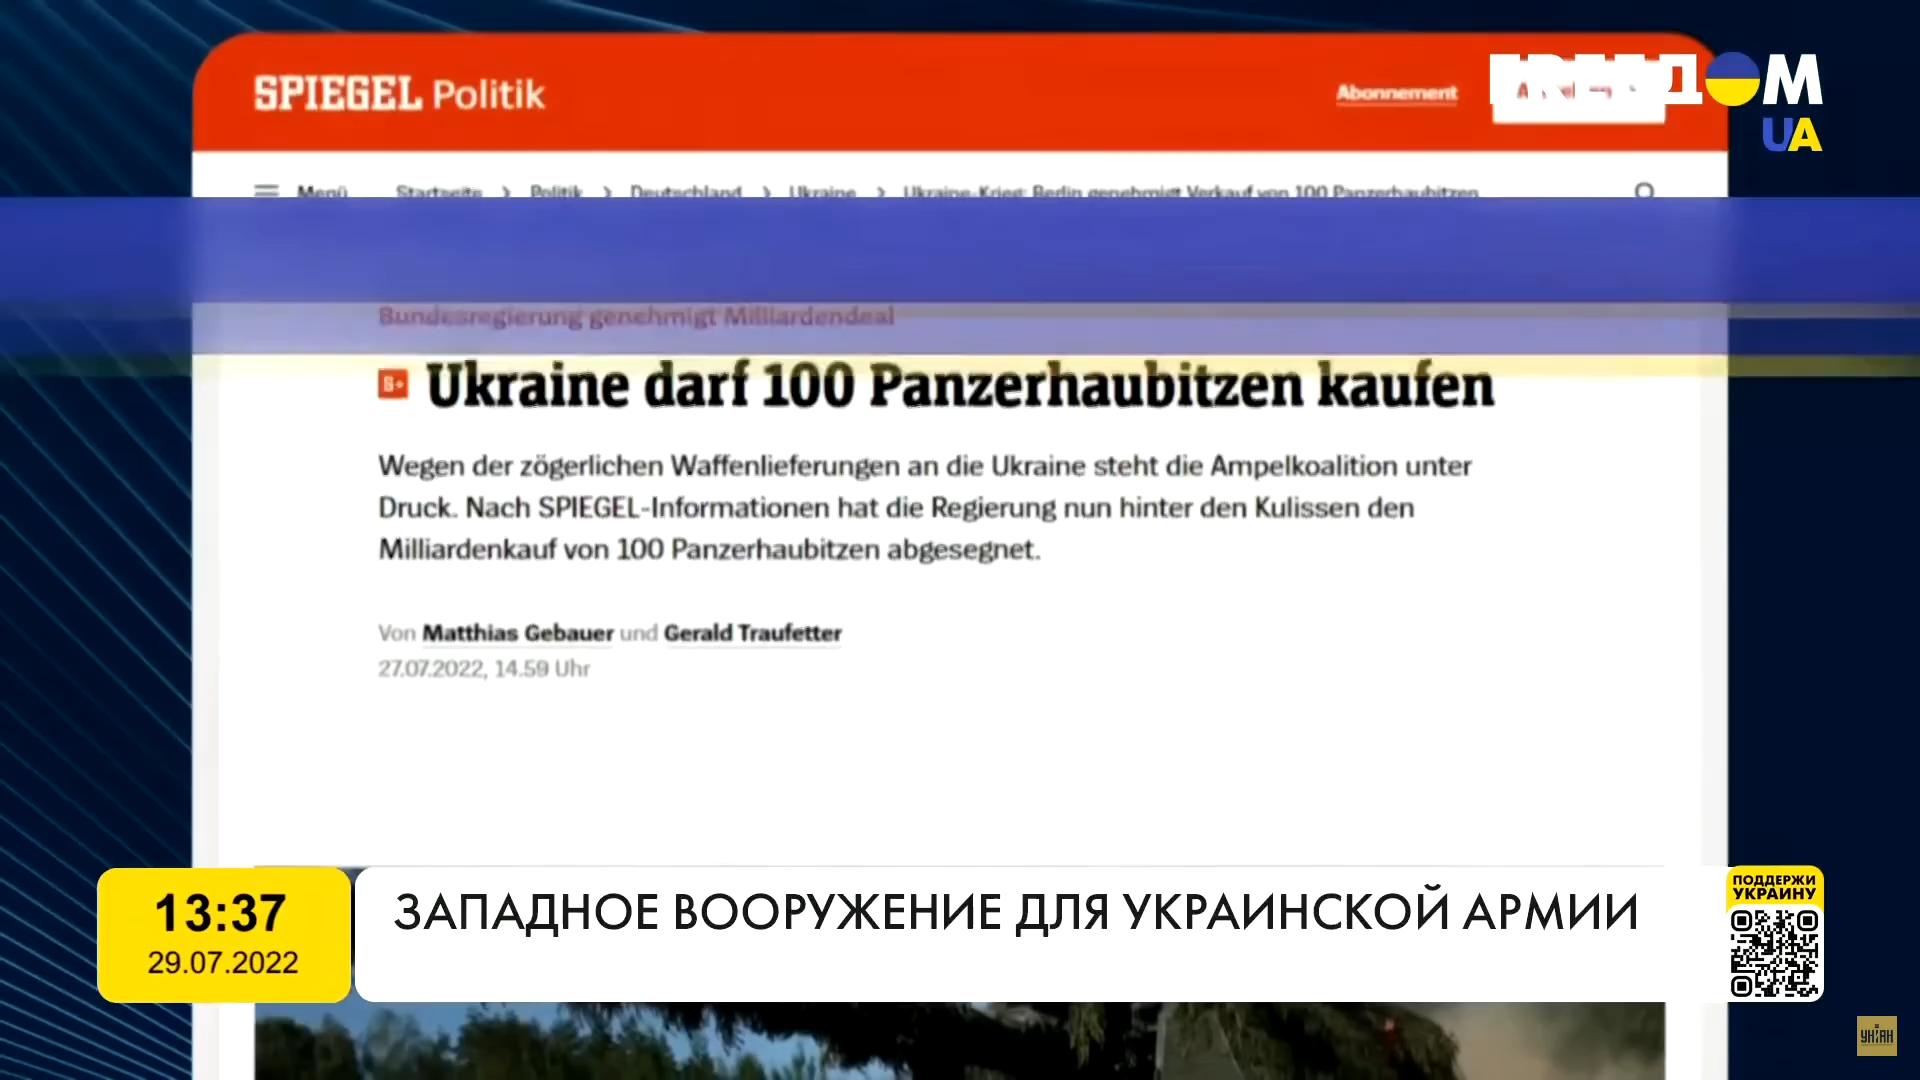 SPIEGEL Politik
Abonnement
M
UA
Menü Startseite > Politik > Deutschland > Ukraine > Ukraine-Krieg: Berlin genehmigt Verkauf von 100 Panzerhaubitzen
Bundesregierung genehmigt Milliardendeal
S+ Ukraine darf 100 Panzerhaubitzen kaufen
Wegen der zögerlichen Waffenlieferungen an die Ukraine steht die Ampelkoalition unter
Druck. Nach SPIEGEL-Informationen hat die Regierung nun hinter den Kulissen den
Milliardenkauf von 100 Panzerhaubitzen abgesegnet.
Von Matthias Gebauer und Gerald Traufetter
27.07.2022, 14.59 Uhr
13:37
29.07.2022
ЗАПАДНОЕ ВООРУЖЕНИЕ ДЛЯ УКРАИНСКОЙ АРМИИ
ПОДДЕРЖИ
УКРАИНУ
УНІАН